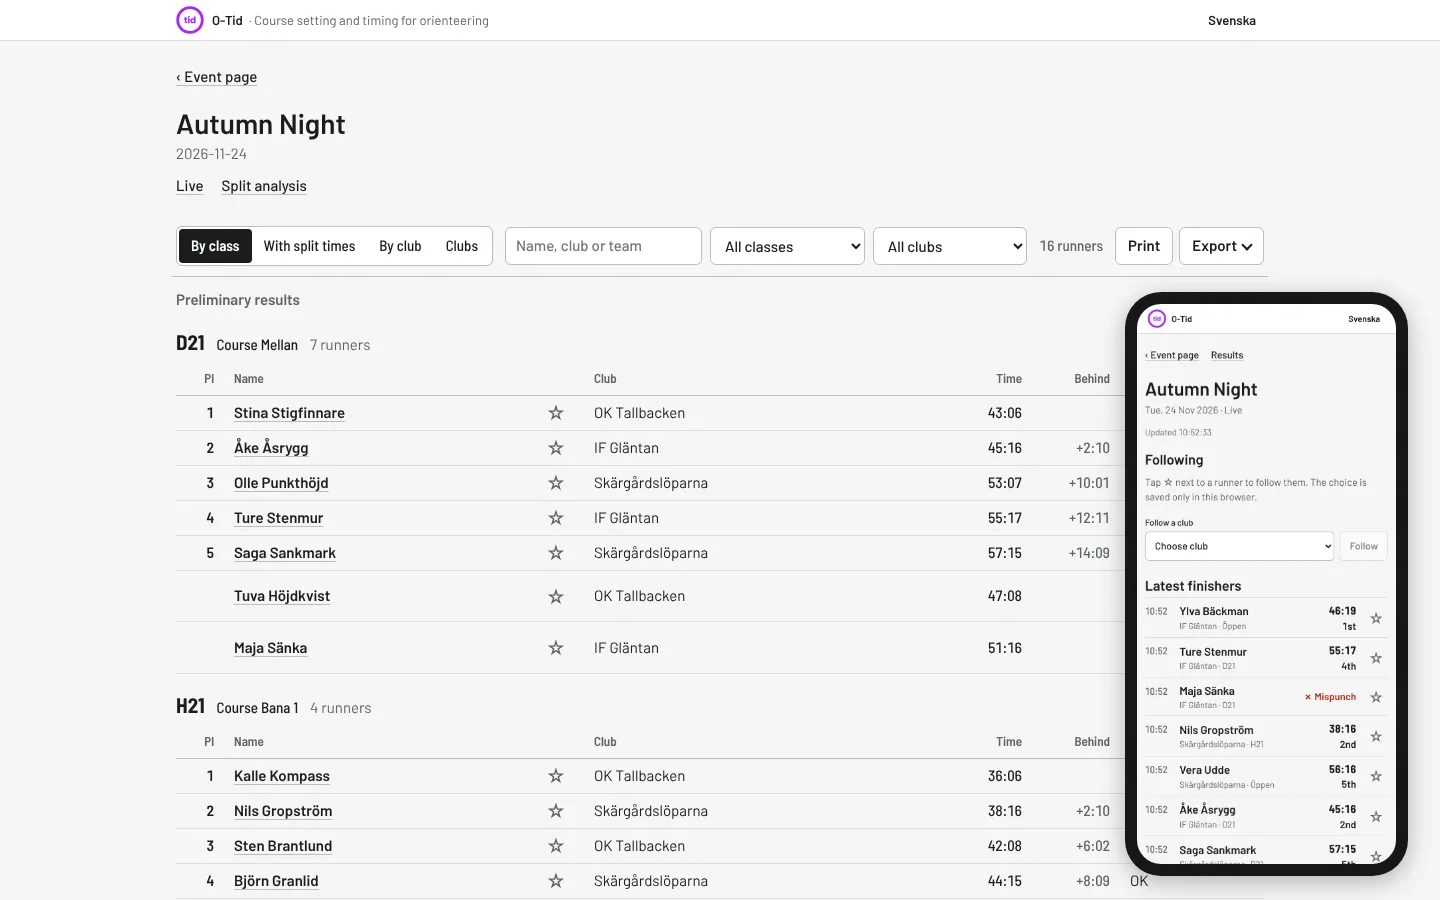 tid O-Tid · Course setting and timing for orienteering Svenska
‹ Event page
Autumn Night
2026-11-24
Live Split analysis
By class With split times By club Clubs Name, club or team All classes All clubs 16 runners Print Export
Preliminary results
D21 Course Mellan 7 runners
Pl Name Club Time Behind
1 Stina Stigfinnare ☆ OK Tallbacken 43:06
2 Åke Åsrygg ☆ IF Gläntan 45:16 +2:10
3 Olle Punkthöjd ☆ Skärgårdslöparna 53:07 +10:01
4 Ture Stenmur ☆ IF Gläntan 55:17 +12:11
5 Saga Sankmark ☆ Skärgårdslöparna 57:15 +14:09
Tuva Höjdkvist ☆ OK Tallbacken 47:08
Maja Sänka ☆ IF Gläntan 51:16
H21 Course Bana 1 4 runners
Pl Name Club Time Behind
1 Kalle Kompass ☆ OK Tallbacken 36:06
2 Nils Gropström ☆ Skärgårdslöparna 38:16 +2:10
3 Sten Brantlund ☆ OK Tallbacken 42:08 +6:02
4 Björn Granlid ☆ Skärgårdslöparna 44:15 +8:09 OK
tid O-Tid Svenska
‹ Event page Results
Autumn Night
Tue. 24 Nov 2026 · Live
Updated 10:52:33
Following
Tap ☆ next to a runner to follow them. The choice is
saved only in this browser.
Follow a club
Choose club Follow
Latest finishers
10:52 Ylva Bäckman 46:19 ☆
IF Gläntan · Öppen 1st
10:52 Ture Stenmur 55:17 ☆
IF Gläntan · D21 4th
10:52 Maja Sänka × Mispunch ☆
IF Gläntan · D21
10:52 Nils Gropström 38:16 ☆
Skärgårdslöparna · H21 2nd
10:52 Vera Udde 56:16 ☆
Skärgårdslöparna · Öppen 5th
10:52 Åke Åsrygg 45:16 ☆
IF Gläntan · D21 2nd
10:52 Saga Sankmark 57:15 ☆
Skärgårdslöparna · D21 5th